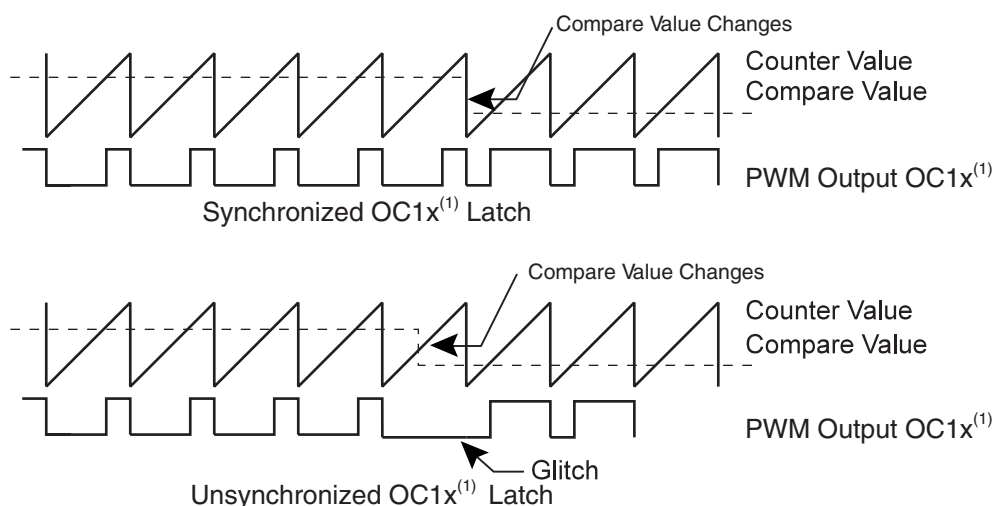 Compare Value Changes
Counter Value
Compare Value
PWM Output OC1x(1)
Synchronized OC1x(1) Latch
Compare Value Changes
Counter Value
Compare Value
PWM Output OC1x(1)
Glitch
Unsynchronized OC1x(1) Latch